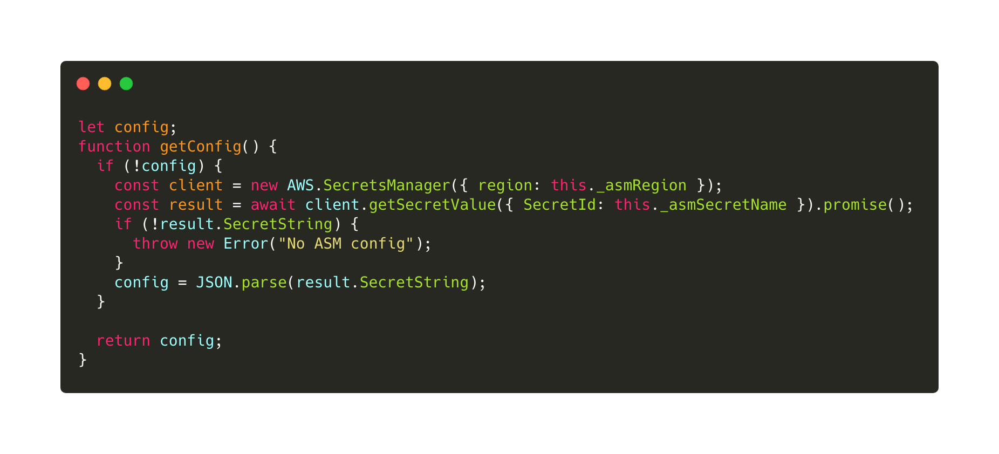 let config;
function getConfig() {
  if (!config) {
    const client = new AWS.SecretsManager({ region: this._asmRegion });
    const result = await client.getSecretValue({ SecretId: this._asmSecretName }).promise();
    if (!result.SecretString) {
      throw new Error("No ASM config");
    }
    config = JSON.parse(result.SecretString);
  }

  return config;
}